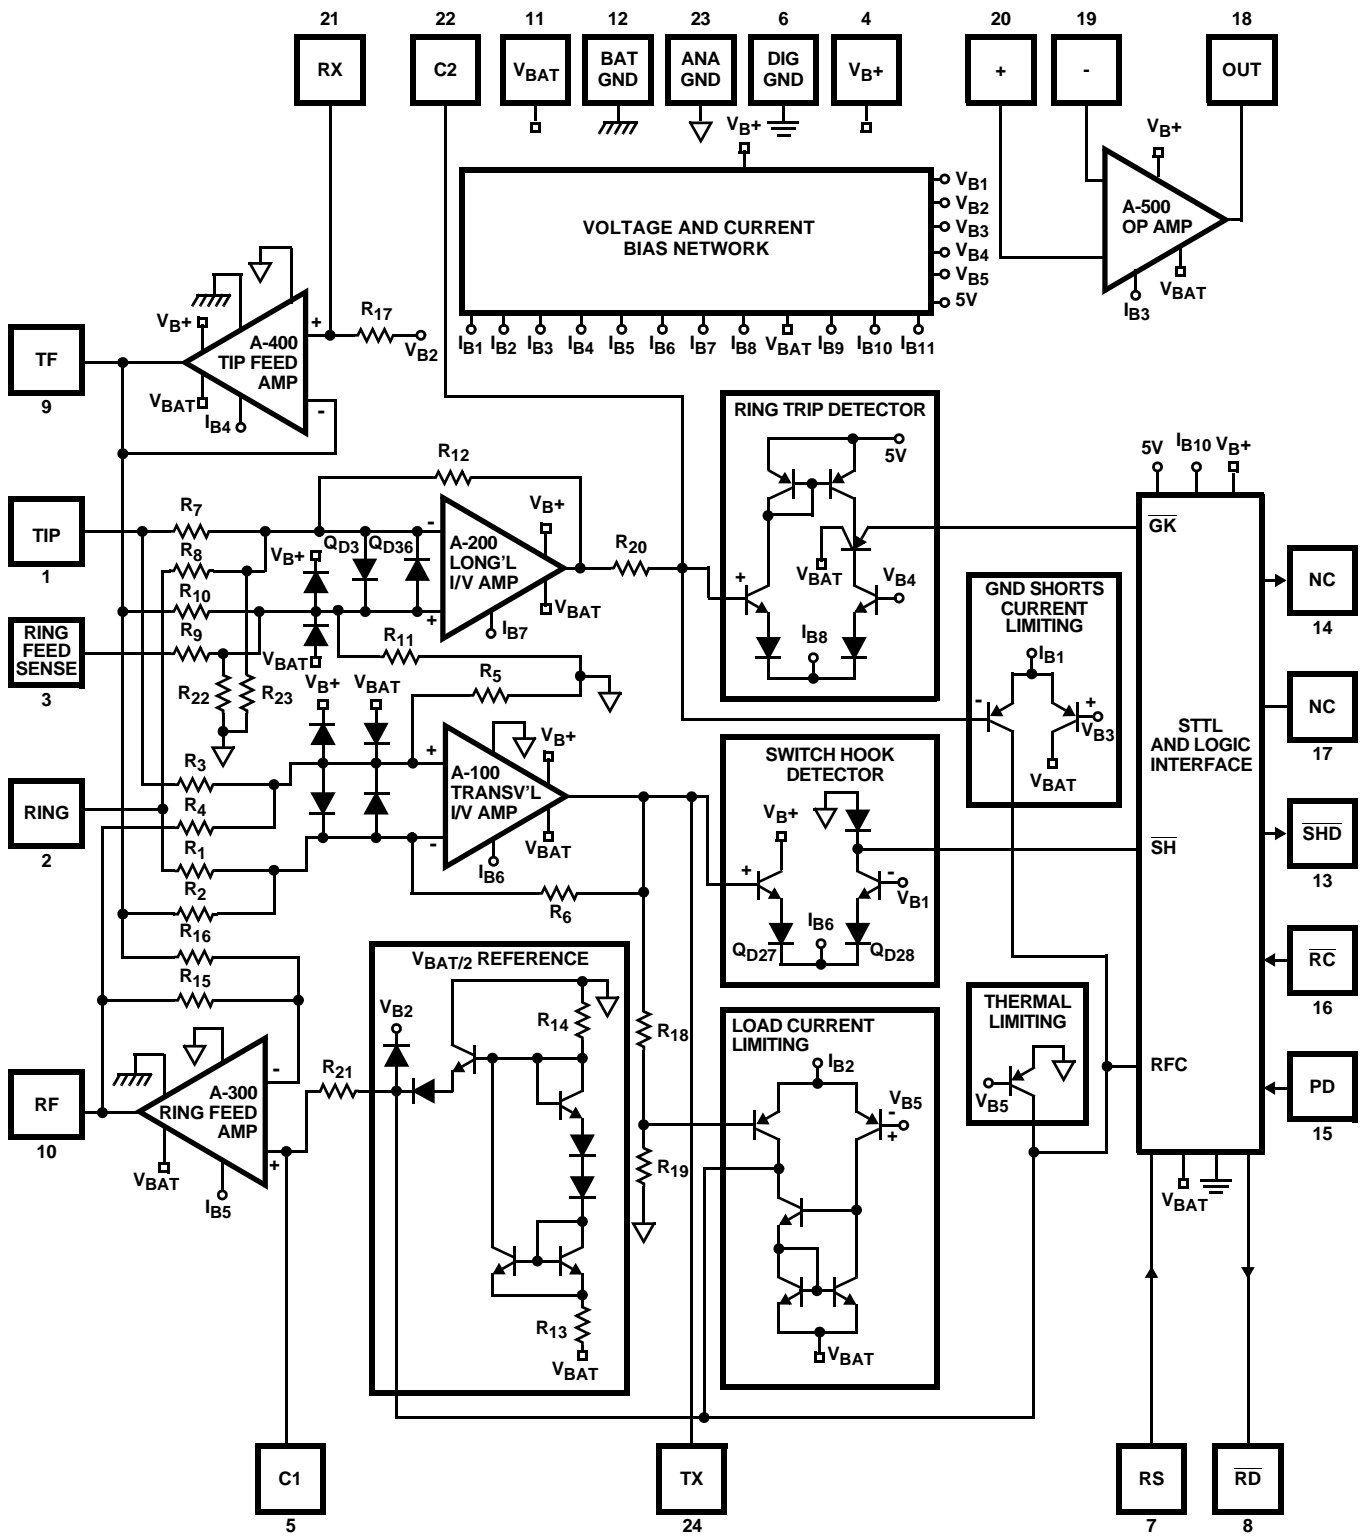 21 22 11 12 23 6 4 20 19 18
RX C2 VBAT BAT GND ANA GND DIG GND VB+ + - OUT
VB+
VOLTAGE AND CURRENT
BIAS NETWORK
VB1
VB2
VB3
VB4
VB5
5V
IB1 IB2 IB3 IB4 IB5 IB6 IB7 IB8 VBAT IB9 IB10 IB11
VB+
A-500
OP AMP
VBAT
IB3
VB+
A-400
TIP FEED
AMP
+
-
R17
VB2
VBAT
IB4
TF
9
TIP
1
RING
FEED
SENSE
3
RING
2
RF
10
R12
R7
R8
R10
R9
R22
R23
VB+
QD3
QD36
VBAT
-
A-200
LONG'L
I/V AMP
+
VB+
VBAT
IB7
R20
R11
R5
VB+
VBAT
R3
R4
R1
R2
R16
R15
+
A-100
TRANSV'L
I/V AMP
-
VB+
VBAT
IB6
R6
RING TRIP DETECTOR
5V
VBAT
VB4
+
IB8
GND SHORTS
CURRENT
LIMITING
IB1
-
+
VB3
VBAT
SWITCH HOOK
DETECTOR
VB+
+
-
VB1
IB6
QD27
QD28
5V IB10 VB+
GK
STTL
AND LOGIC
INTERFACE
SH
RFC
VBAT
NC
14
NC
17
SHD
13
RC
16
PD
15
THERMAL
LIMITING
VB5
VBAT/2 REFERENCE
VB2
R14
R13
VBAT
R21
-
A-300
RING FEED
AMP
+
VBAT
IB5
R18
R19
LOAD CURRENT
LIMITING
IB2
VB5
-
+
VBAT
C1
5
TX
24
RS
7
RD
8